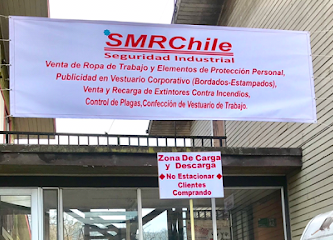 SMRChile
Seguridad Industrial
Venta de Ropa de Trabajo y Elementos de Protección Personal,
Publicidad en Vestuario Corporativo (Bordados-Estampados),
Venta y Recarga de Extintores Contra Incendios,
Control de Plagas,Confección de Vestuario de Trabajo.
Zona De Carga
y Descarga
◆ No Estacionar ◆
Clientes
Comprando